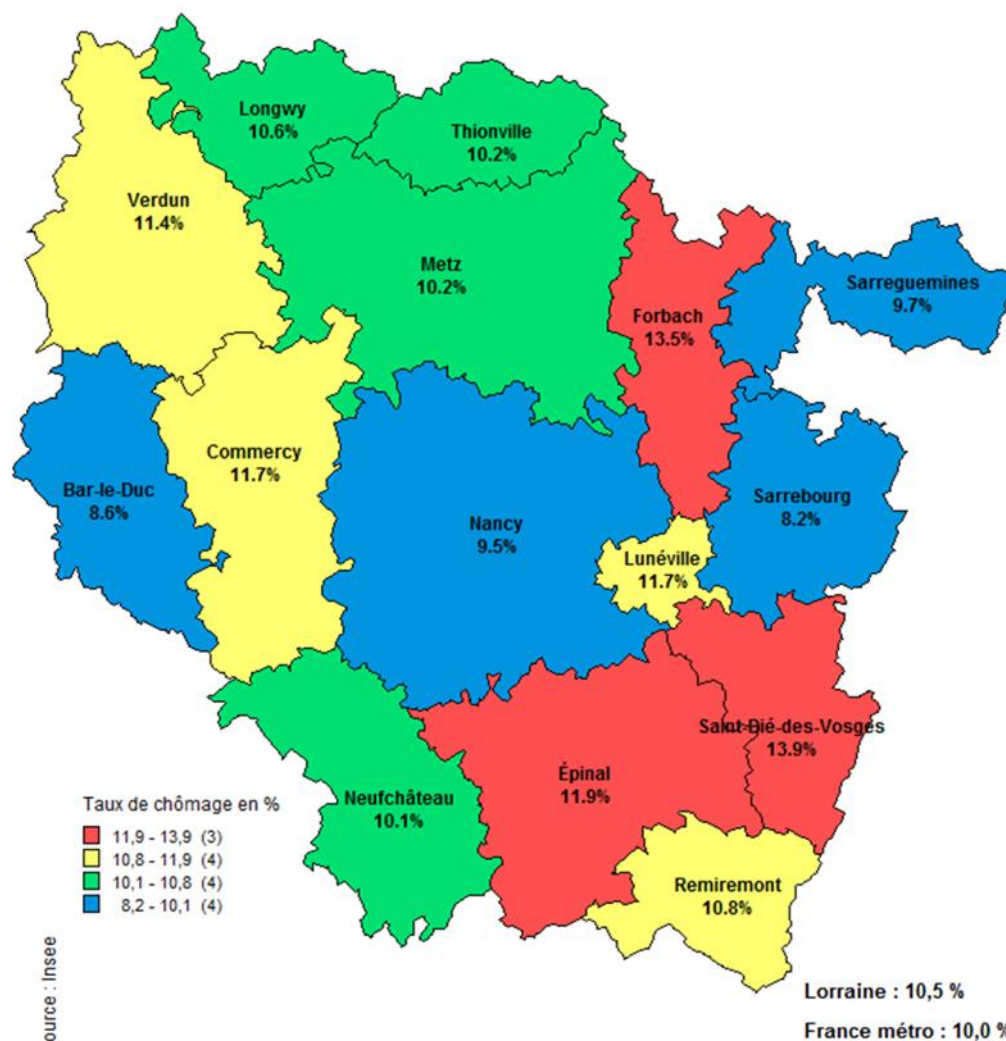 Longwy
10.6%
Thionville
10.2%
Verdun
11.4%
Metz
10.2%
Sarreguemines
9.7%
Forbach
13.5%
Commercy
11.7%
Bar-le-Duc
8.6%
Nancy
9.5%
Sarrebourg
8.2%
Lunéville
11.7%
Saint-Dié-des-Vosges
13.9%
Épinal
11.9%
Neufchâteau
10.1%
Remiremont
10.8%
Taux de chômage en %
11,9 - 13,9 (3)
10,8 - 11,9 (4)
10,1 - 10,8 (4)
8,2 - 10,1 (4)
ource : Insee
Lorraine : 10,5 %
France métro : 10,0 %